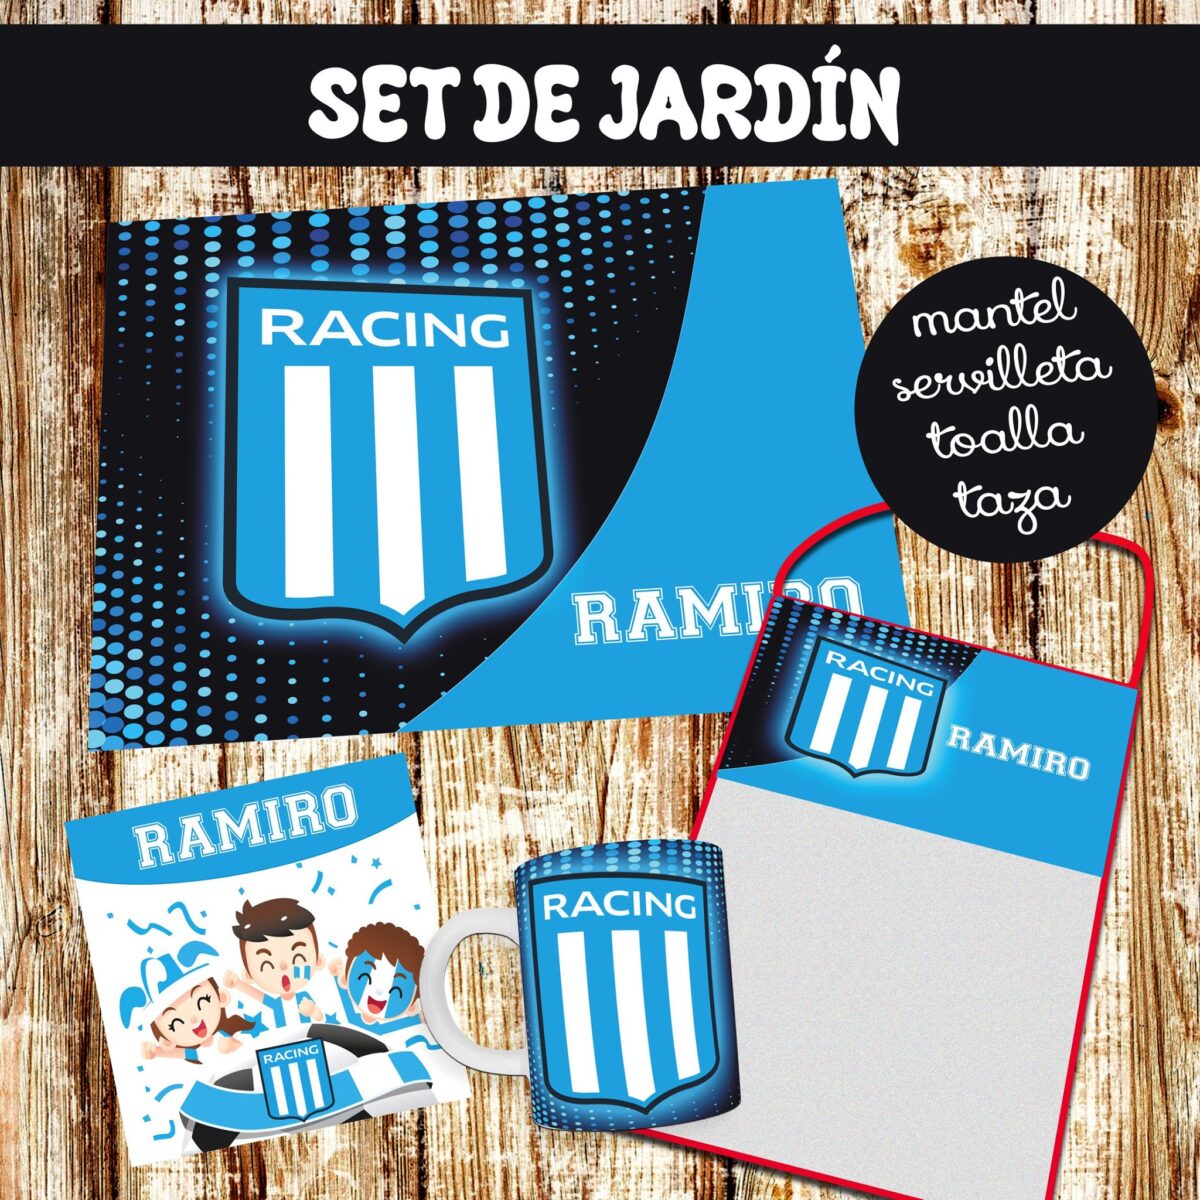 SET DE JARDÍN
mantel
servilleta
toalla
taza
RACING
RAMIRO
RACING
RAMIRO
RAMIRO
RACING
RACING